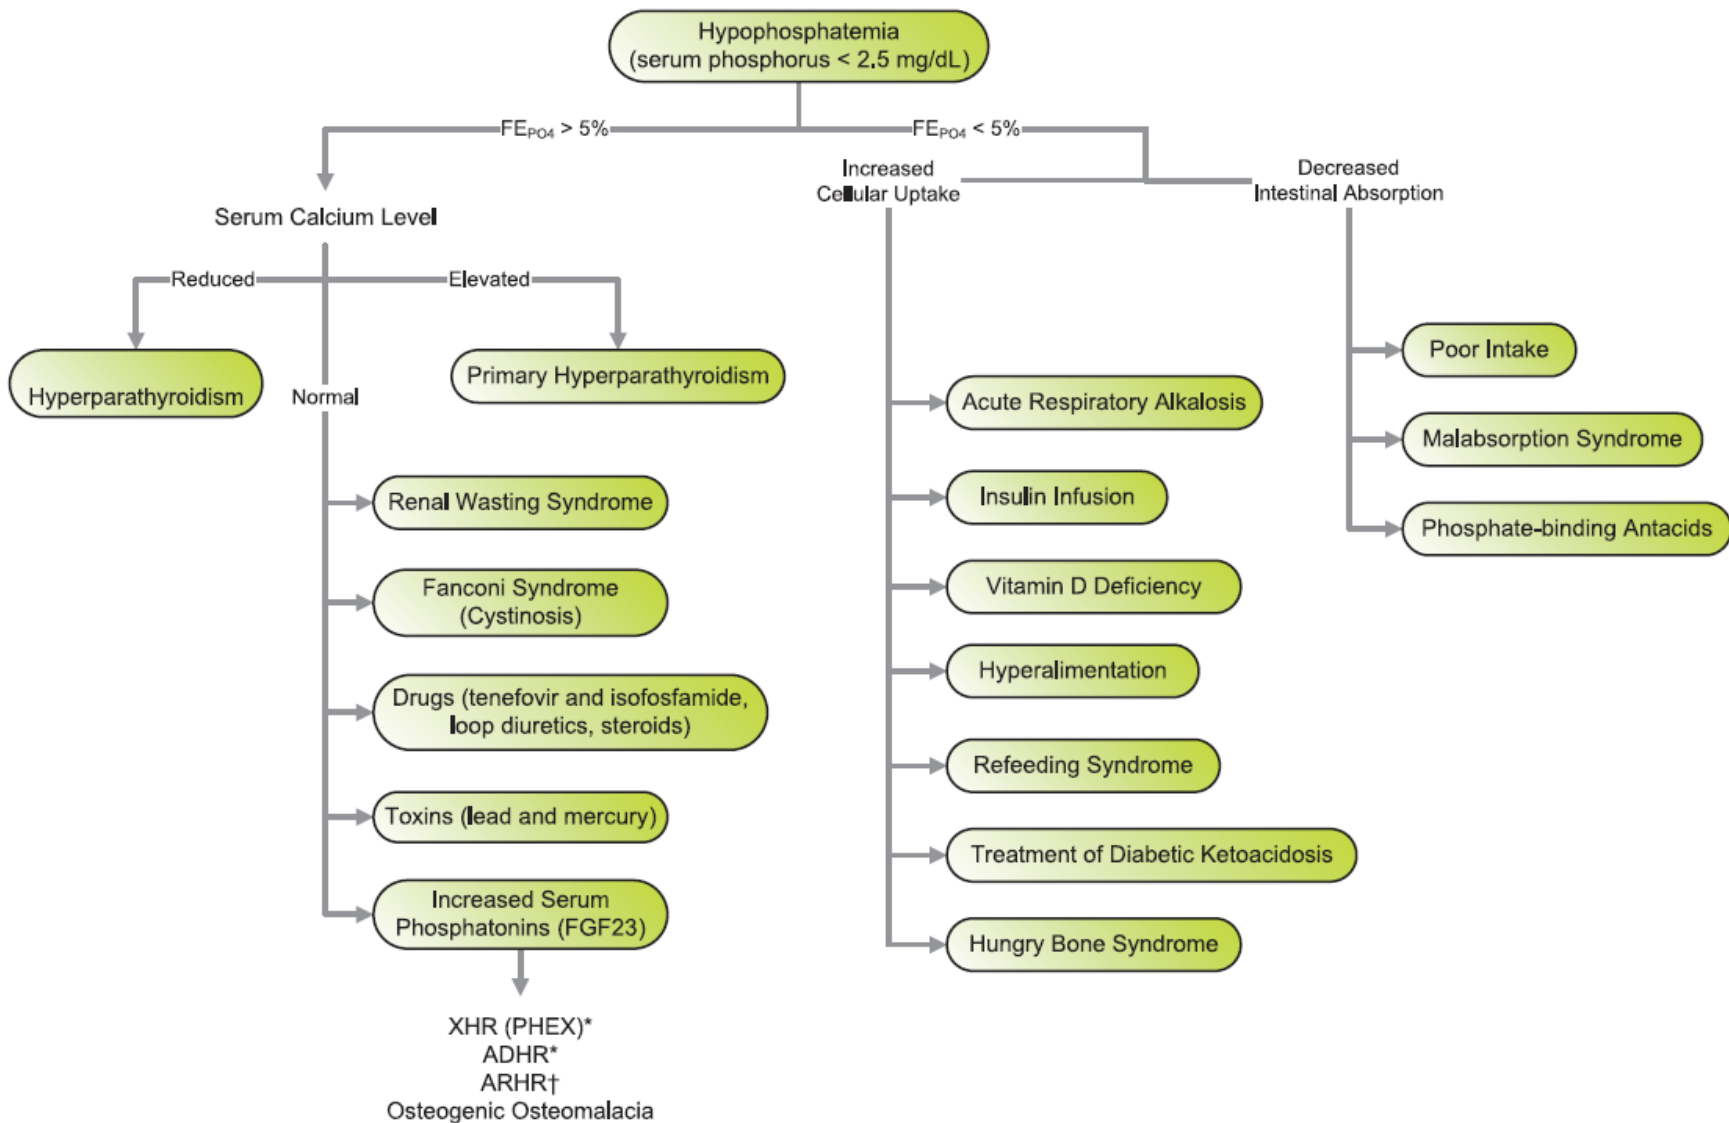 Hypophosphatemia
(serum phosphorus < 2.5 mg/dL)
FEPO4 > 5%
FEPO4 < 5%
Serum Calcium Level
Reduced
Elevated
Hyperparathyroidism
Normal
Primary Hyperparathyroidism
Renal Wasting Syndrome
Fanconi Syndrome
(Cystinosis)
Drugs (tenefovir and isofosfamide,
loop diuretics, steroids)
Toxins (lead and mercury)
Increased Serum
Phosphatonins (FGF23)
XHR (PHEX)*
ADHR*
ARHR†
Osteogenic Osteomalacia
Increased
Cellular Uptake
Acute Respiratory Alkalosis
Insulin Infusion
Vitamin D Deficiency
Hyperalimentation
Refeeding Syndrome
Treatment of Diabetic Ketoacidosis
Hungry Bone Syndrome
Decreased
Intestinal Absorption
Poor Intake
Malabsorption Syndrome
Phosphate-binding Antacids